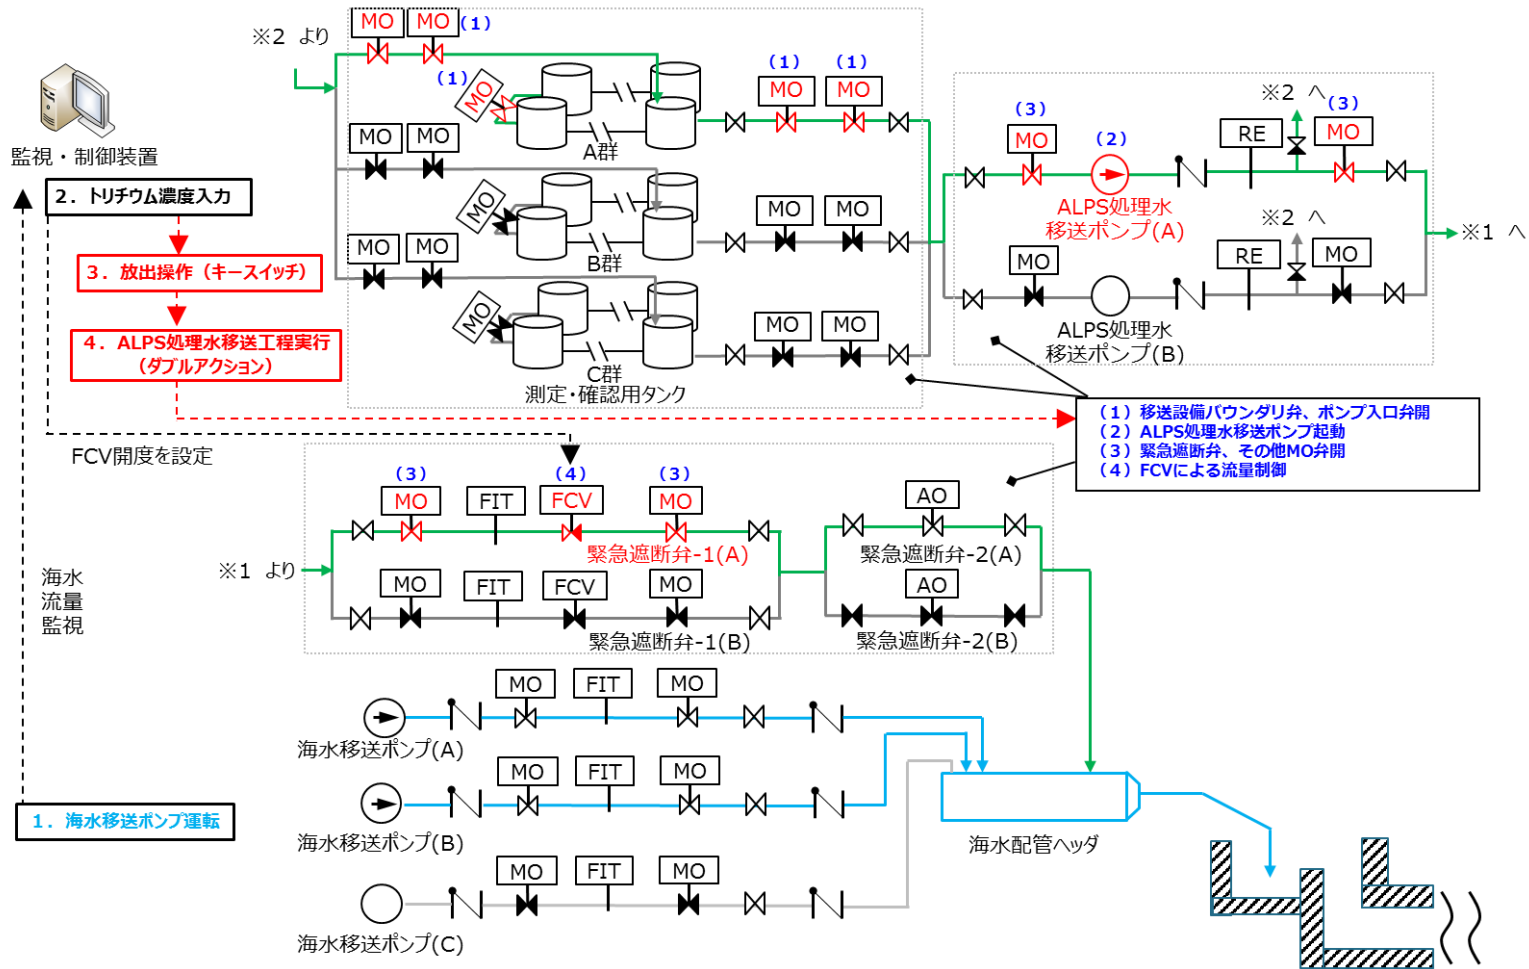 ※2 より
MO
MO
(1)
(1)
MO
MO
MO
A群
(1)
MO
(1)
MO
監視・制御装置
2. トリチウム濃度入力
3. 放出操作（キースイッチ）
4. ALPS処理水移送工程実行
（ダブルアクション）
MO
B群
MO
MO
MO
MO
MO
C群
MO
MO
測定・確認用タンク
(3)
MO
(2)
ALPS処理水
移送ポンプ(A)
※2 へ
RE
(3)
MO
※2 へ
※1 へ
MO
ALPS処理水
移送ポンプ(B)
RE
MO
(1) 移送設備バウンダリ弁、ポンプ入口弁開
(2) ALPS処理水移送ポンプ起動
(3) 緊急遮断弁、その他MO弁開
(4) FCVによる流量制御
FCV開度を設定
(3)
MO
FIT
(4)
FCV
(3)
MO
緊急遮断弁-1(A)
AO
緊急遮断弁-2(A)
※1 より
MO
FIT
FCV
MO
緊急遮断弁-1(B)
AO
緊急遮断弁-2(B)
海水
流量
監視
1. 海水移送ポンプ運転
MO
FIT
MO
海水移送ポンプ(A)
MO
FIT
MO
海水移送ポンプ(B)
MO
FIT
MO
海水移送ポンプ(C)
海水配管ヘッダ